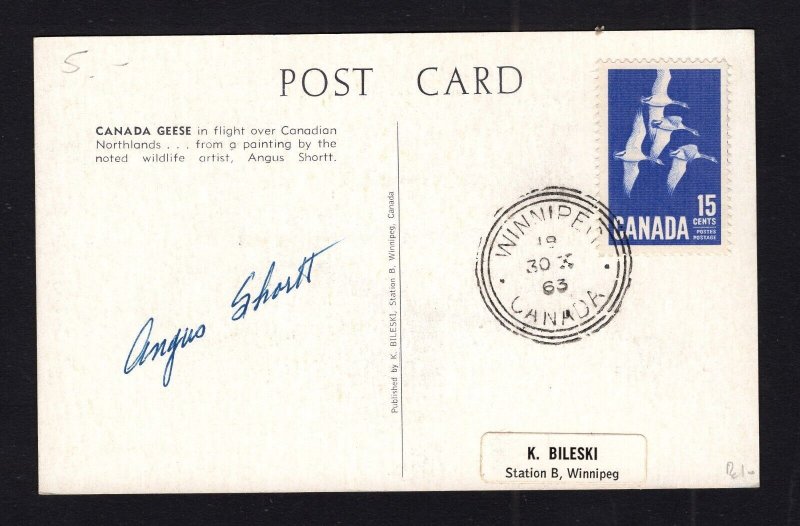 5.-
POST CARD
CANADA GEESE in flight over Canadian
Northlands . . . from a painting by the
noted wildlife artist, Angus Shortt.
Angus Shortt
Published by K. BILESKI, Station B, Winnipeg, Canada
15
CENTS
CANADA
POSTES
POSTAGE
WINNIPEG
19
30 X
63
CANADA
K. BILESKI
Station B, Winnipeg